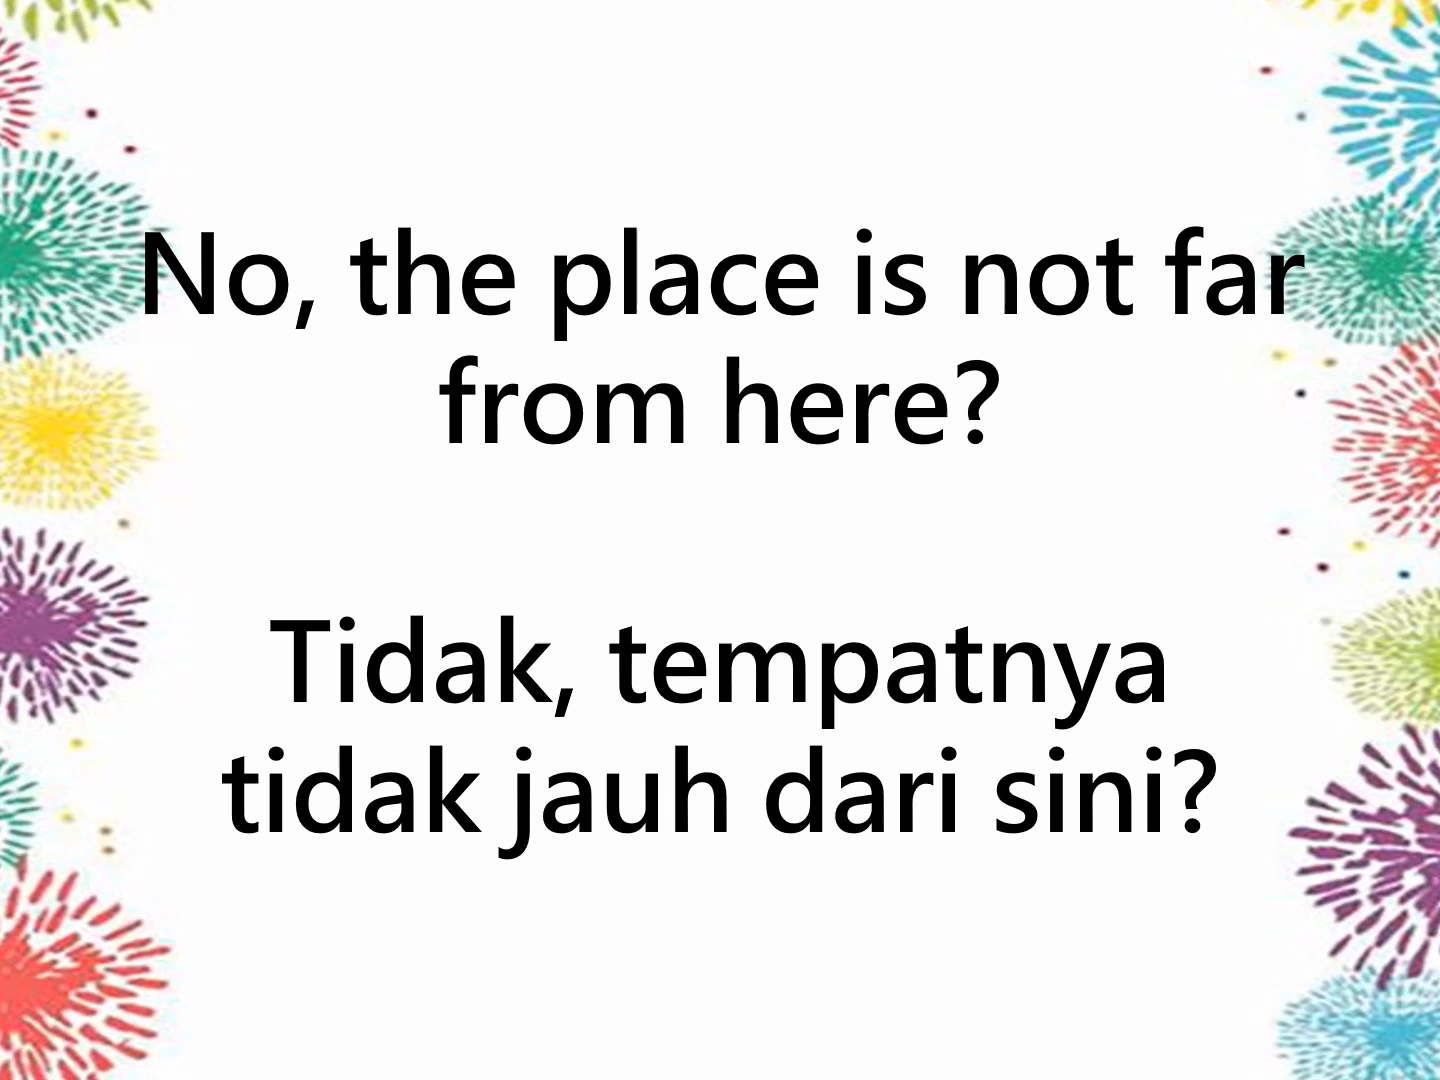 No, the place is not far
from here?
Tidak, tempatnya
tidak jauh dari sini?